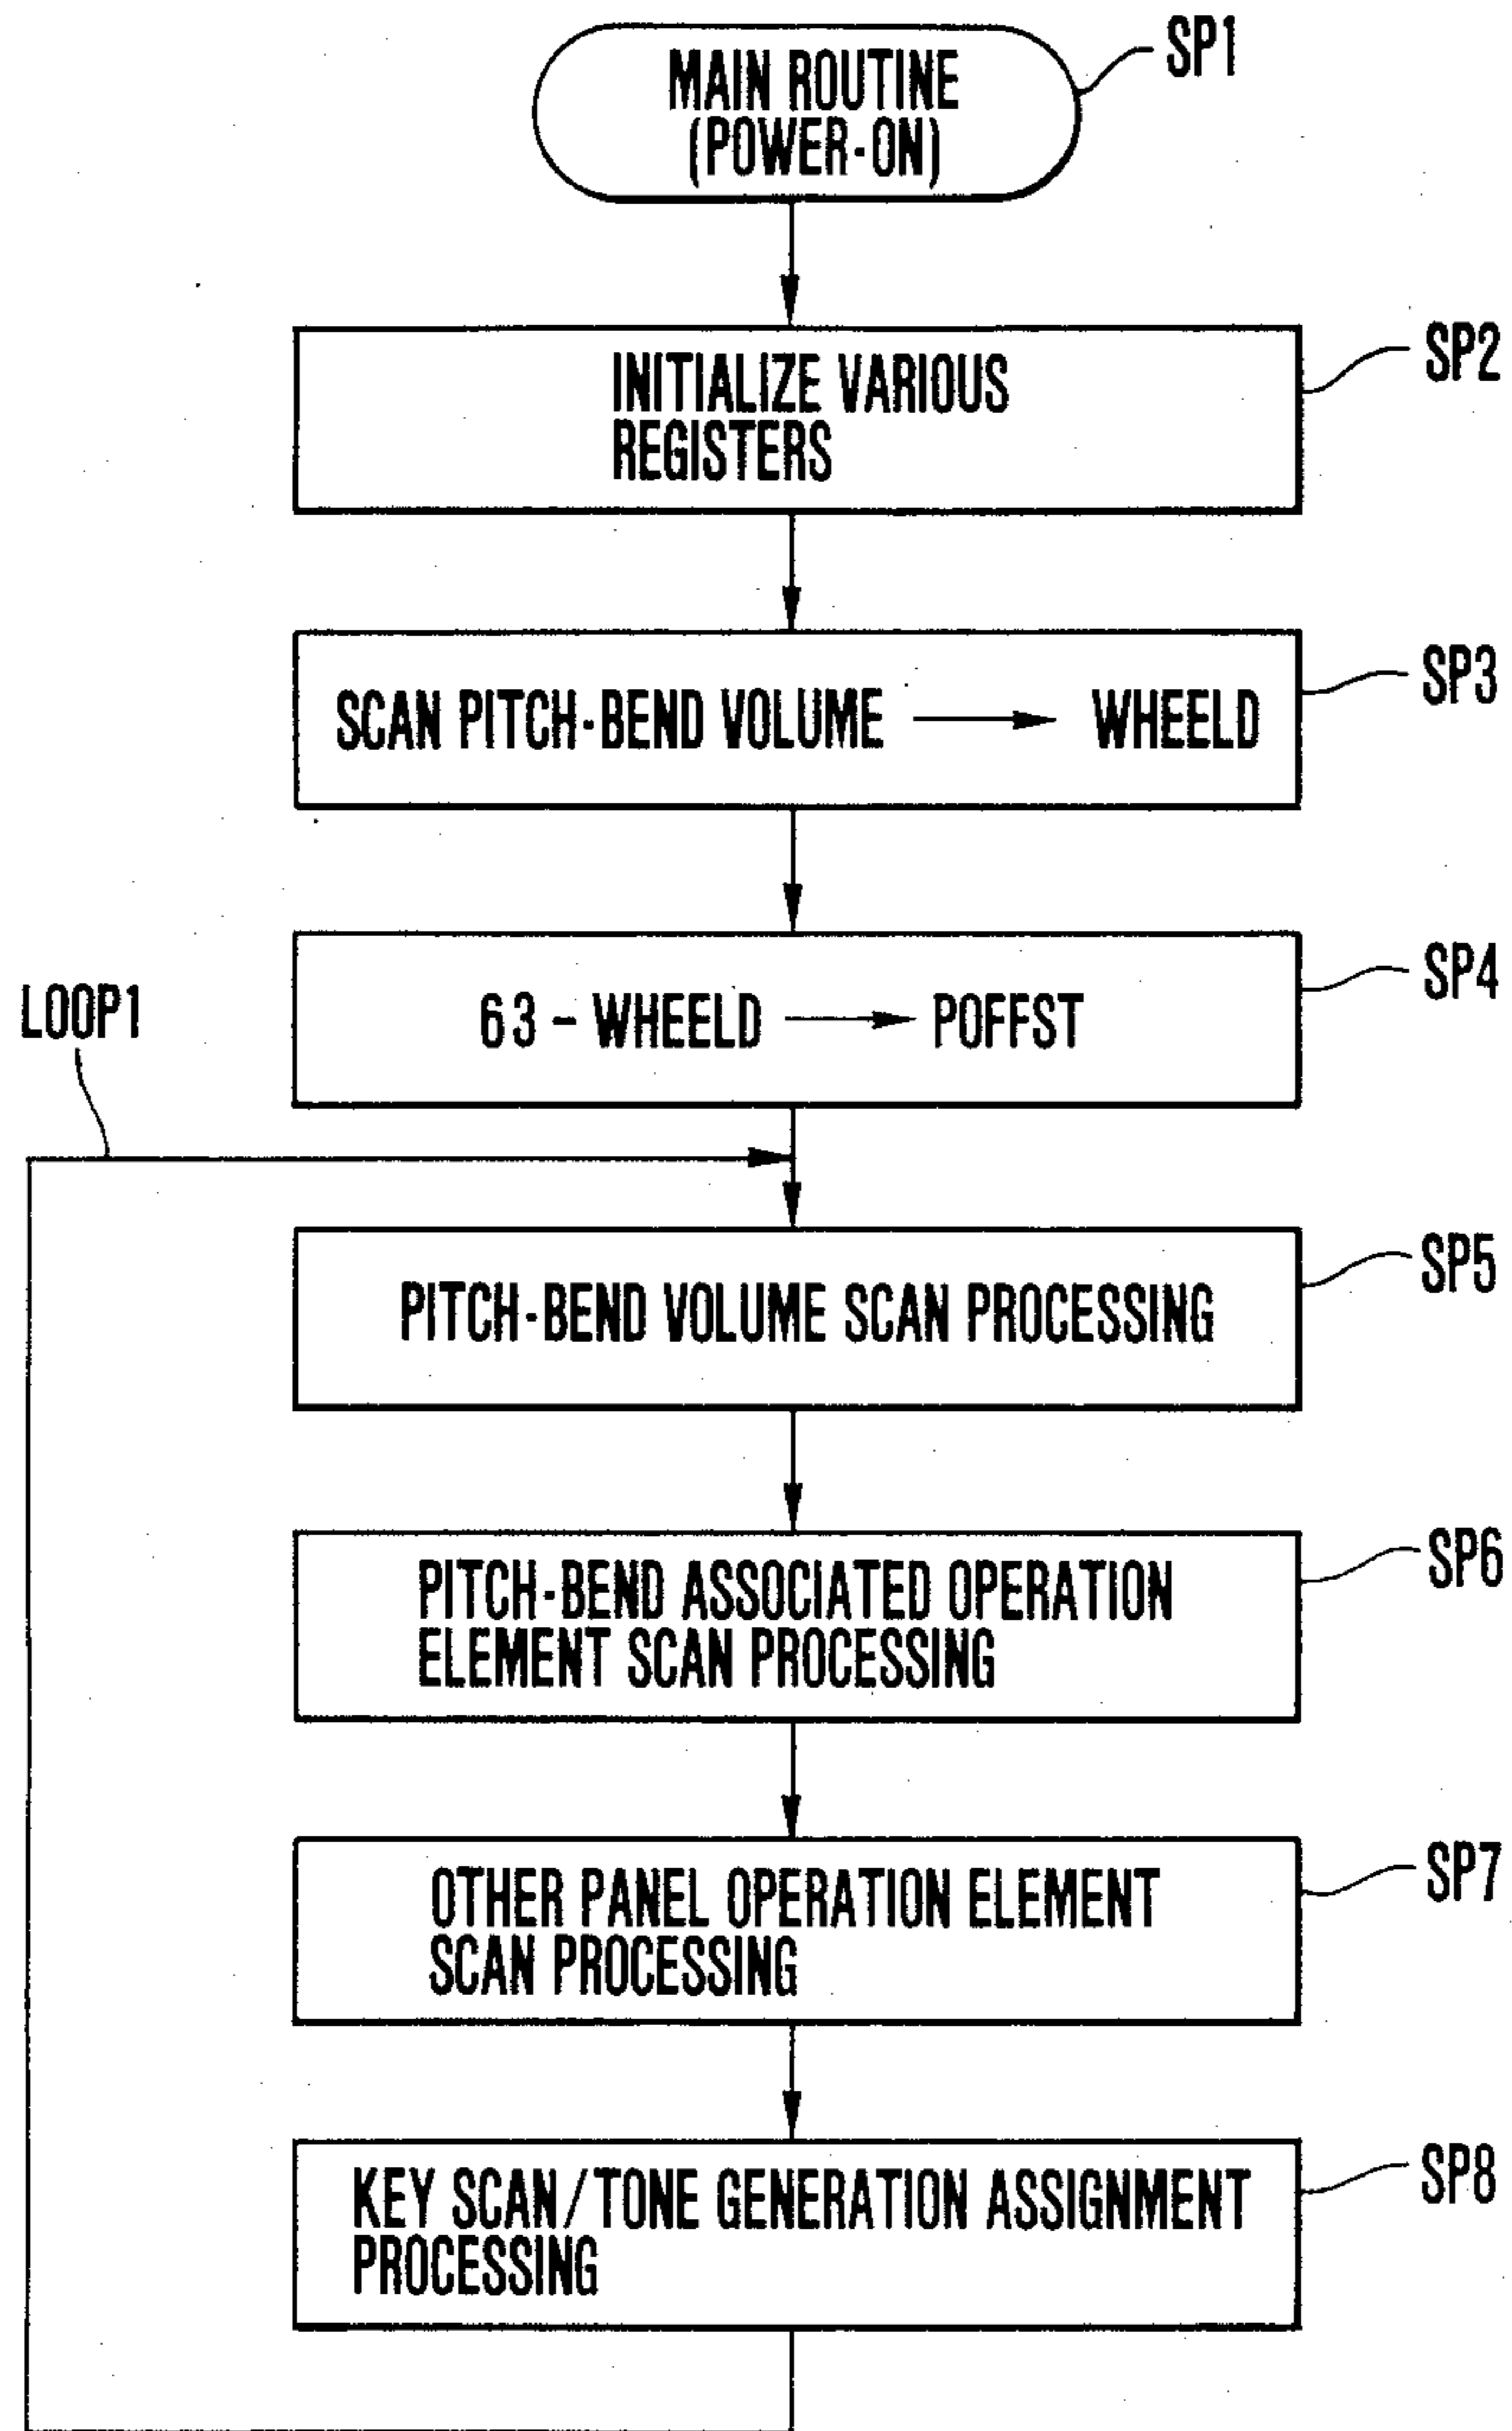 MAIN ROUTINE
(POWER-ON)
SP1
INITIALIZE VARIOUS
REGISTERS
SP2
SCAN PITCH-BEND VOLUME → WHEELD
SP3
63 - WHEELD → POFFST
SP4
LOOP1
PITCH-BEND VOLUME SCAN PROCESSING
SP5
PITCH-BEND ASSOCIATED OPERATION
ELEMENT SCAN PROCESSING
SP6
OTHER PANEL OPERATION ELEMENT
SCAN PROCESSING
SP7
KEY SCAN/TONE GENERATION ASSIGNMENT
PROCESSING
SP8